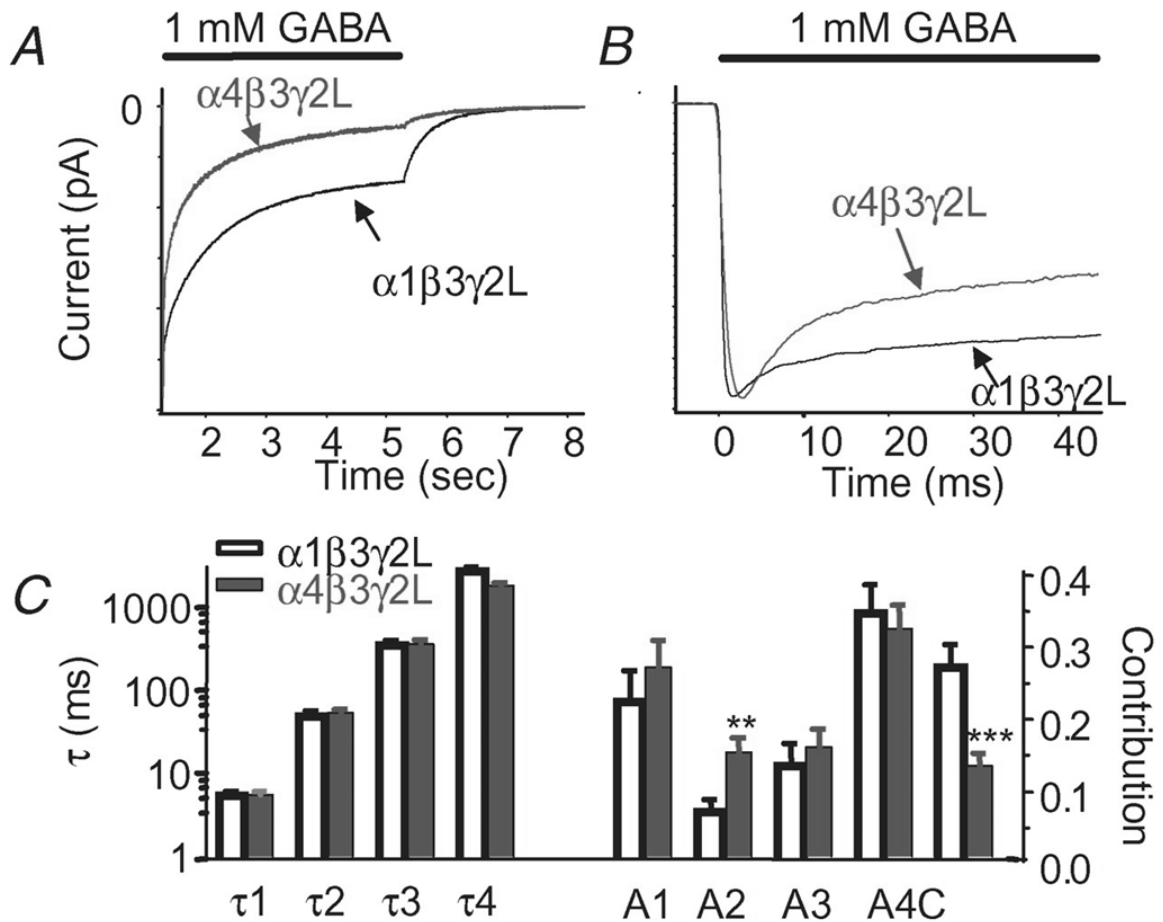 A
1 mM GABA
α4β3γ2L
0
Current (pA)
α1β3γ2L
2 3 4 5 6 7 8
Time (sec)
B
1 mM GABA
α4β3γ2L
α1β3γ2L
0 10 20 30 40
Time (ms)
C
α1β3γ2L
α4β3γ2L
τ (ms)
1000
100
10
1
** ***
0.4
0.3
0.2
0.1
0.0
Contribution
τ1 τ2 τ3 τ4 A1 A2 A3 A4C